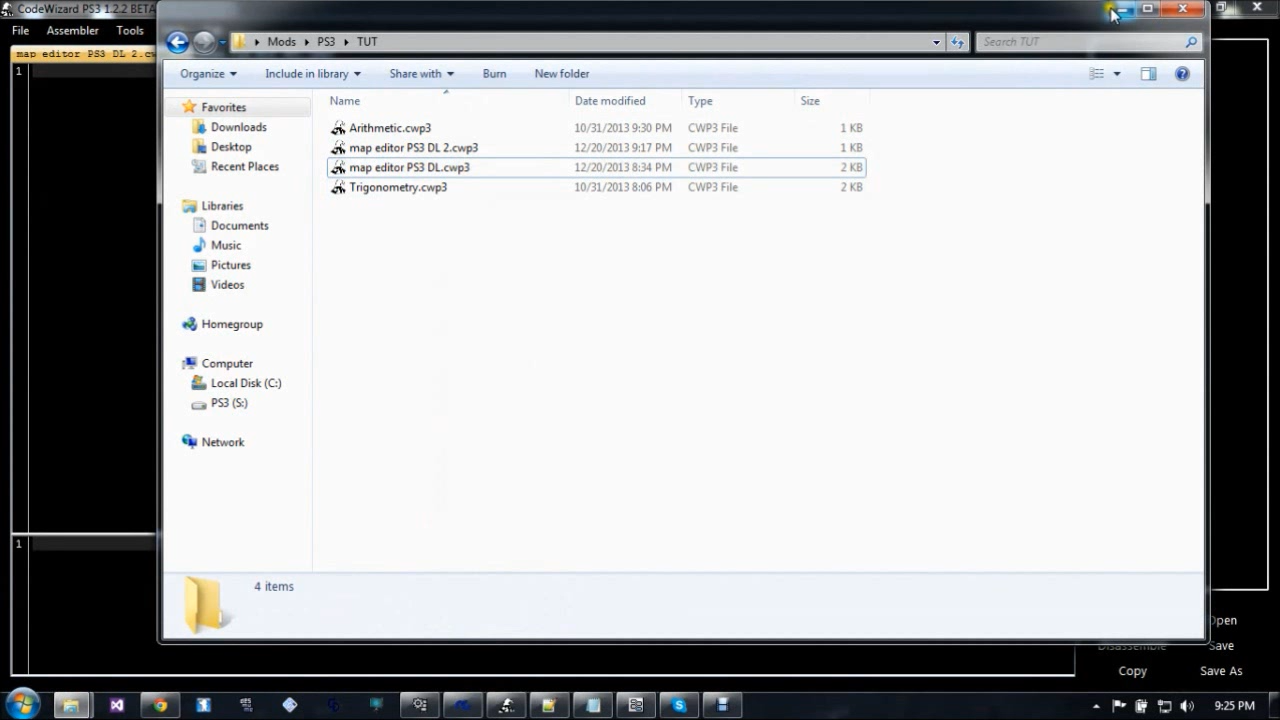 CodeWizard PS3 1.2.2 BETA
File Assembler Tools
map editor PS3 DL 2.cw
1
1
Mods PS3 TUT
Search TUT
Organize Include in library Share with Burn New folder
Name Date modified Type Size
Favorites
Downloads
Desktop
Recent Places
Libraries
Documents
Music
Pictures
Videos
Homegroup
Computer
Local Disk (C:)
PS3 (S:)
Network
Arithmetic.cwp3 10/31/2013 9:30 PM CWP3 File 1 KB
map editor PS3 DL 2.cwp3 12/20/2013 9:17 PM CWP3 File 1 KB
map editor PS3 DL.cwp3 12/20/2013 8:34 PM CWP3 File 2 KB
Trigonometry.cwp3 10/31/2013 8:06 PM CWP3 File 2 KB
4 items
Open
Disassemble Save
Copy Save As
9:25 PM